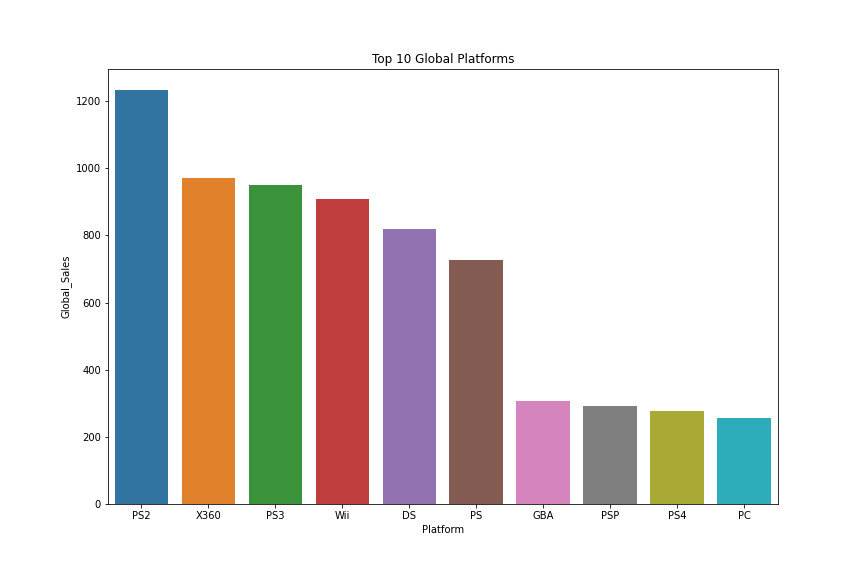 Top 10 Global Platforms
Global_Sales
1200
1000
800
600
400
200
0
PS2 X360 PS3 Wii DS PS GBA PSP PS4 PC
Platform